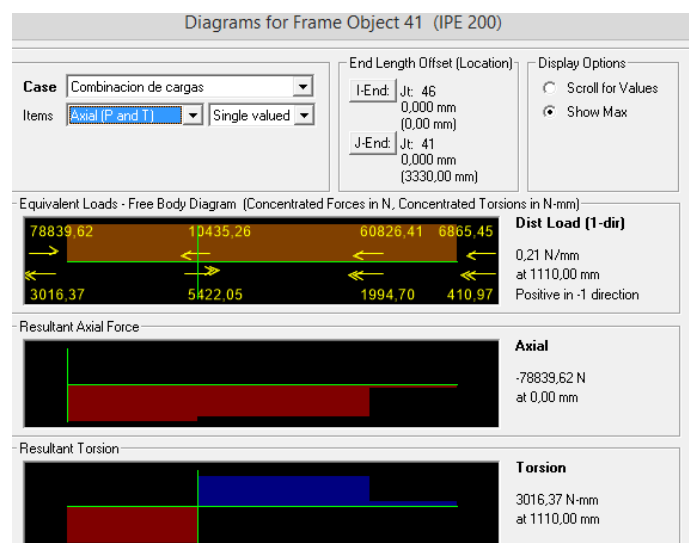 Diagrams for Frame Object 41 (IPE 200)
Case Combinacion de cargas
Items Axial (P and T) Single valued
End Length Offset (Location)
I-End: Jt: 46
0,000 mm
(0,00 mm)
J-End: Jt: 41
0,000 mm
(3330,00 mm)
Display Options
Scroll for Values
Show Max
Equivalent Loads - Free Body Diagram (Concentrated Forces in N, Concentrated Torsions in N-mm)
78839,62 10435,26 60826,41 6865,45
3016,37 5422,05 1994,70 410,97
Dist Load (1-dir)
0,21 N/mm
at 1110,00 mm
Positive in -1 direction
Resultant Axial Force
Axial
-78839,62 N
at 0,00 mm
Resultant Torsion
Torsion
3016,37 N-mm
at 1110,00 mm